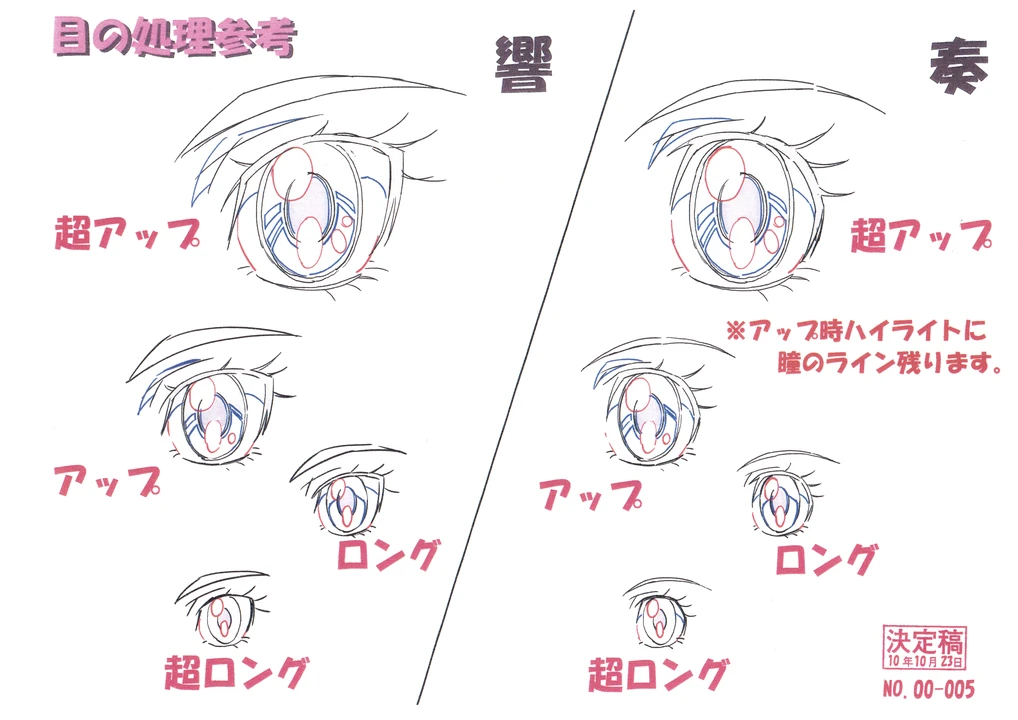 目の処理参考
響
奏
超アップ
超アップ
※アップ時ハイライトに
瞳のライン残ります。
アップ
アップ
ロング
ロング
超ロング
超ロング
決定稿
10年10月23日
NO. 00-005